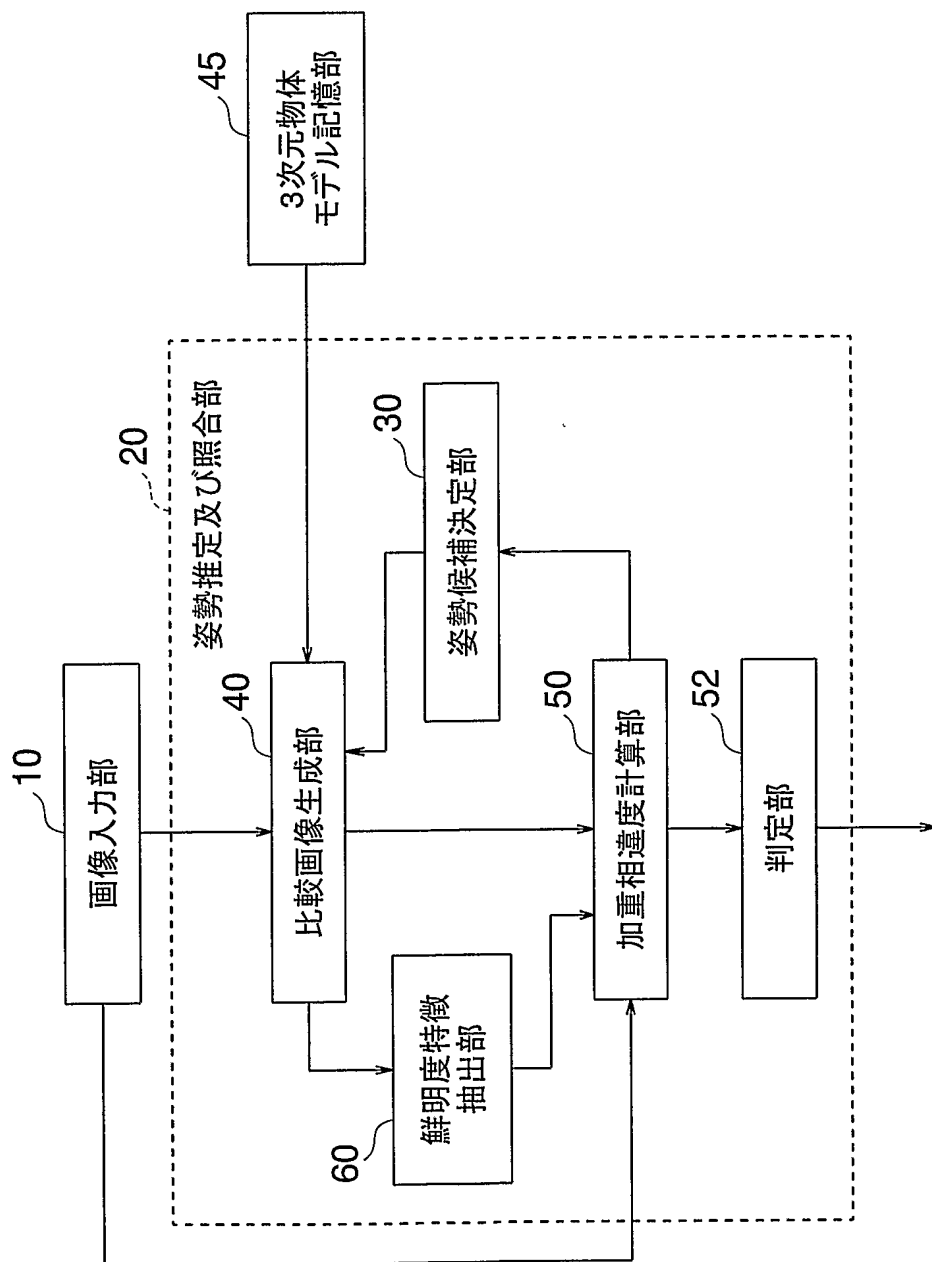 10
画像入力部
45
3次元物体
モデル記憶部
20
姿勢推定及び照合部
40
比較画像生成部
30
姿勢候補決定部
60
鮮明度特徴
抽出部
50
加重相違度計算部
52
判定部